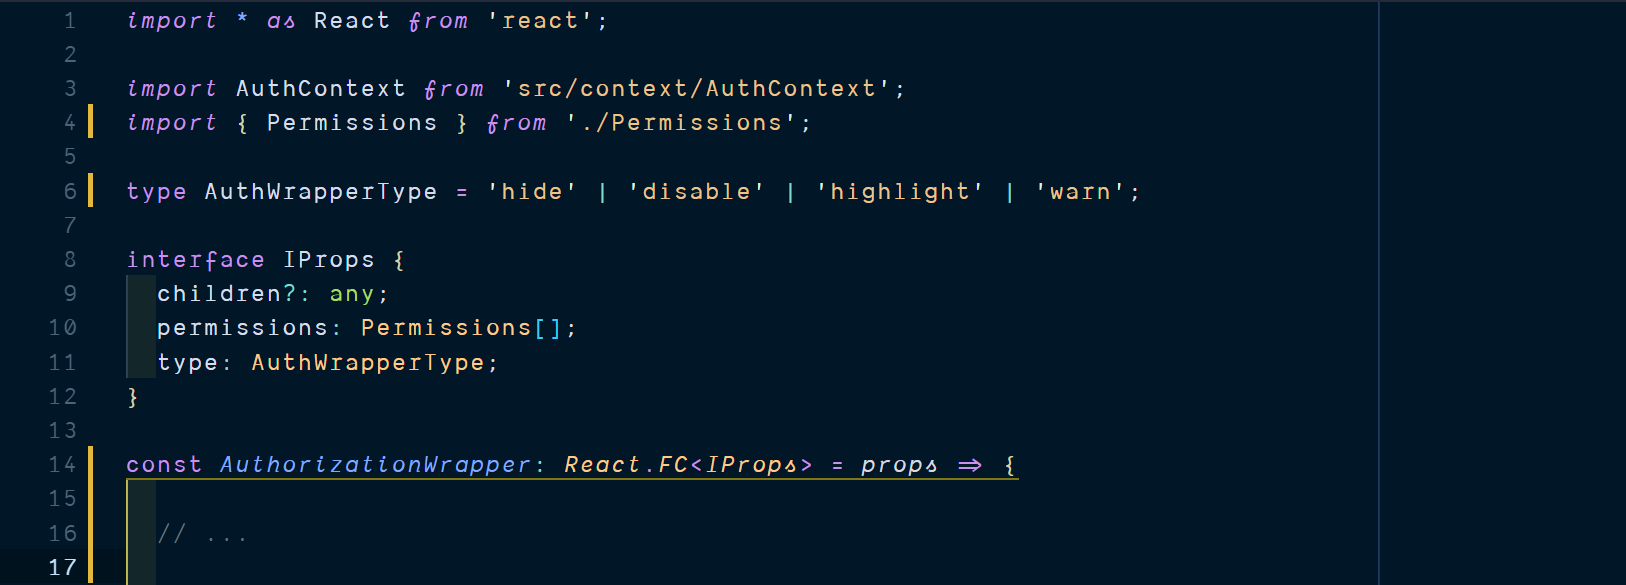 1 import * as React from 'react';
2
3 import AuthContext from 'src/context/AuthContext';
4 import { Permissions } from './Permissions';
5
6 type AuthWrapperType = 'hide' | 'disable' | 'highlight' | 'warn';
7
8 interface IProps {
9 children?: any;
10 permissions: Permissions[];
11 type: AuthWrapperType;
12 }
13
14 const AuthorizationWrapper: React.FC<IProps> = props => {
15
16 // ...
17